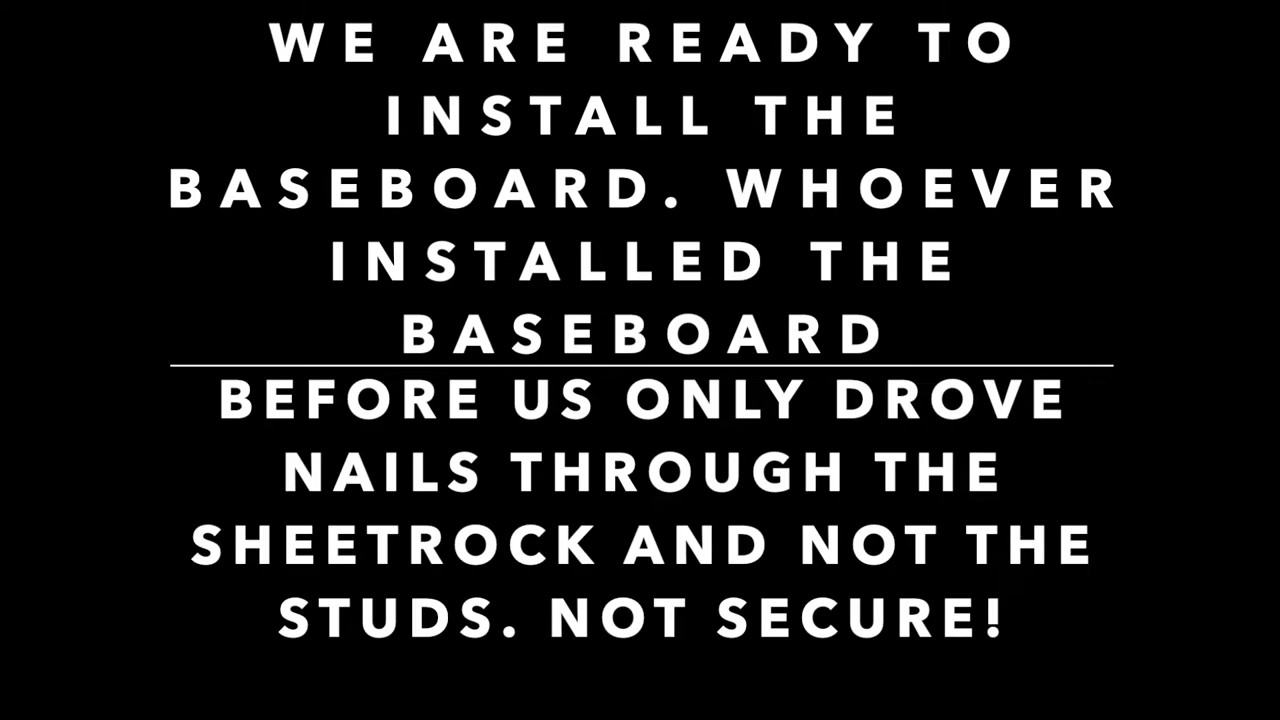 WE ARE READY TO
INSTALL THE
BASEBOARD. WHOEVER
INSTALLED THE
BASEBOARD
BEFORE US ONLY DROVE
NAILS THROUGH THE
SHEETROCK AND NOT THE
STUDS. NOT SECURE!